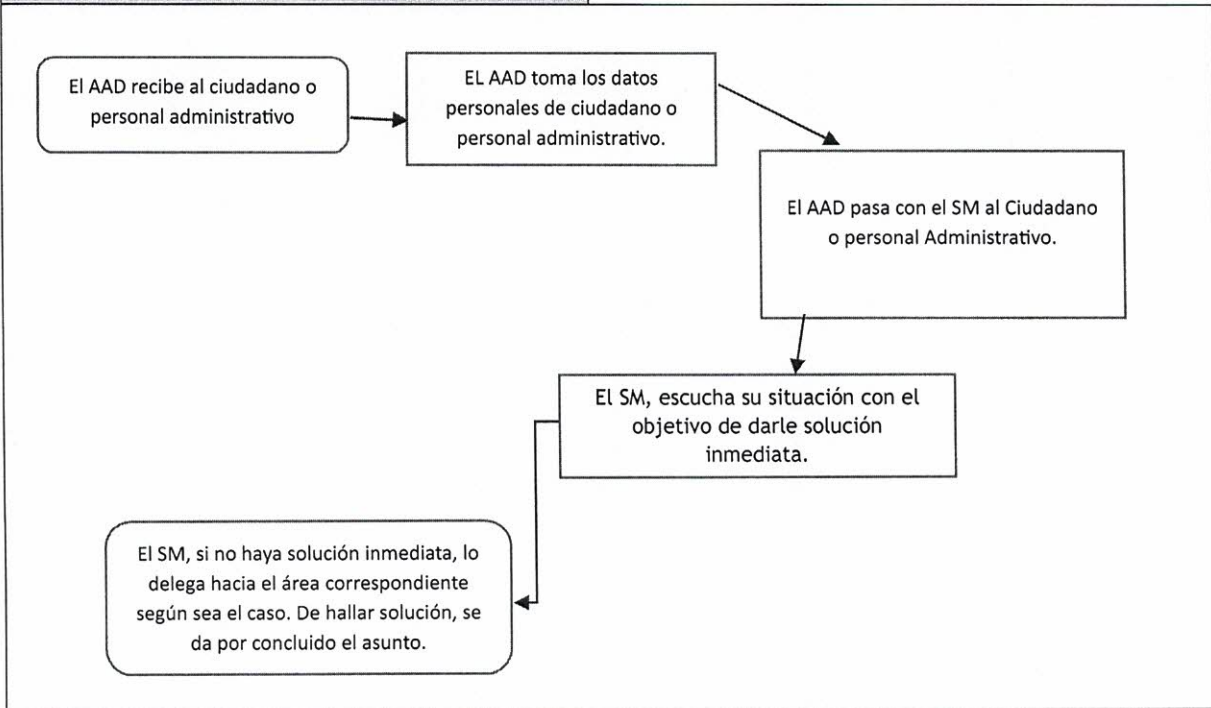 El AAD recibe al ciudadano o
personal administrativo
EL AAD toma los datos
personales de ciudadano o
personal administrativo.
El AAD pasa con el SM al Ciudadano
o personal Administrativo.
El SM, escucha su situación con el
objetivo de darle solución
inmediata.
El SM, si no haya solución inmediata, lo
delega hacia el área correspondiente
según sea el caso. De hallar solución, se
da por concluido el asunto.